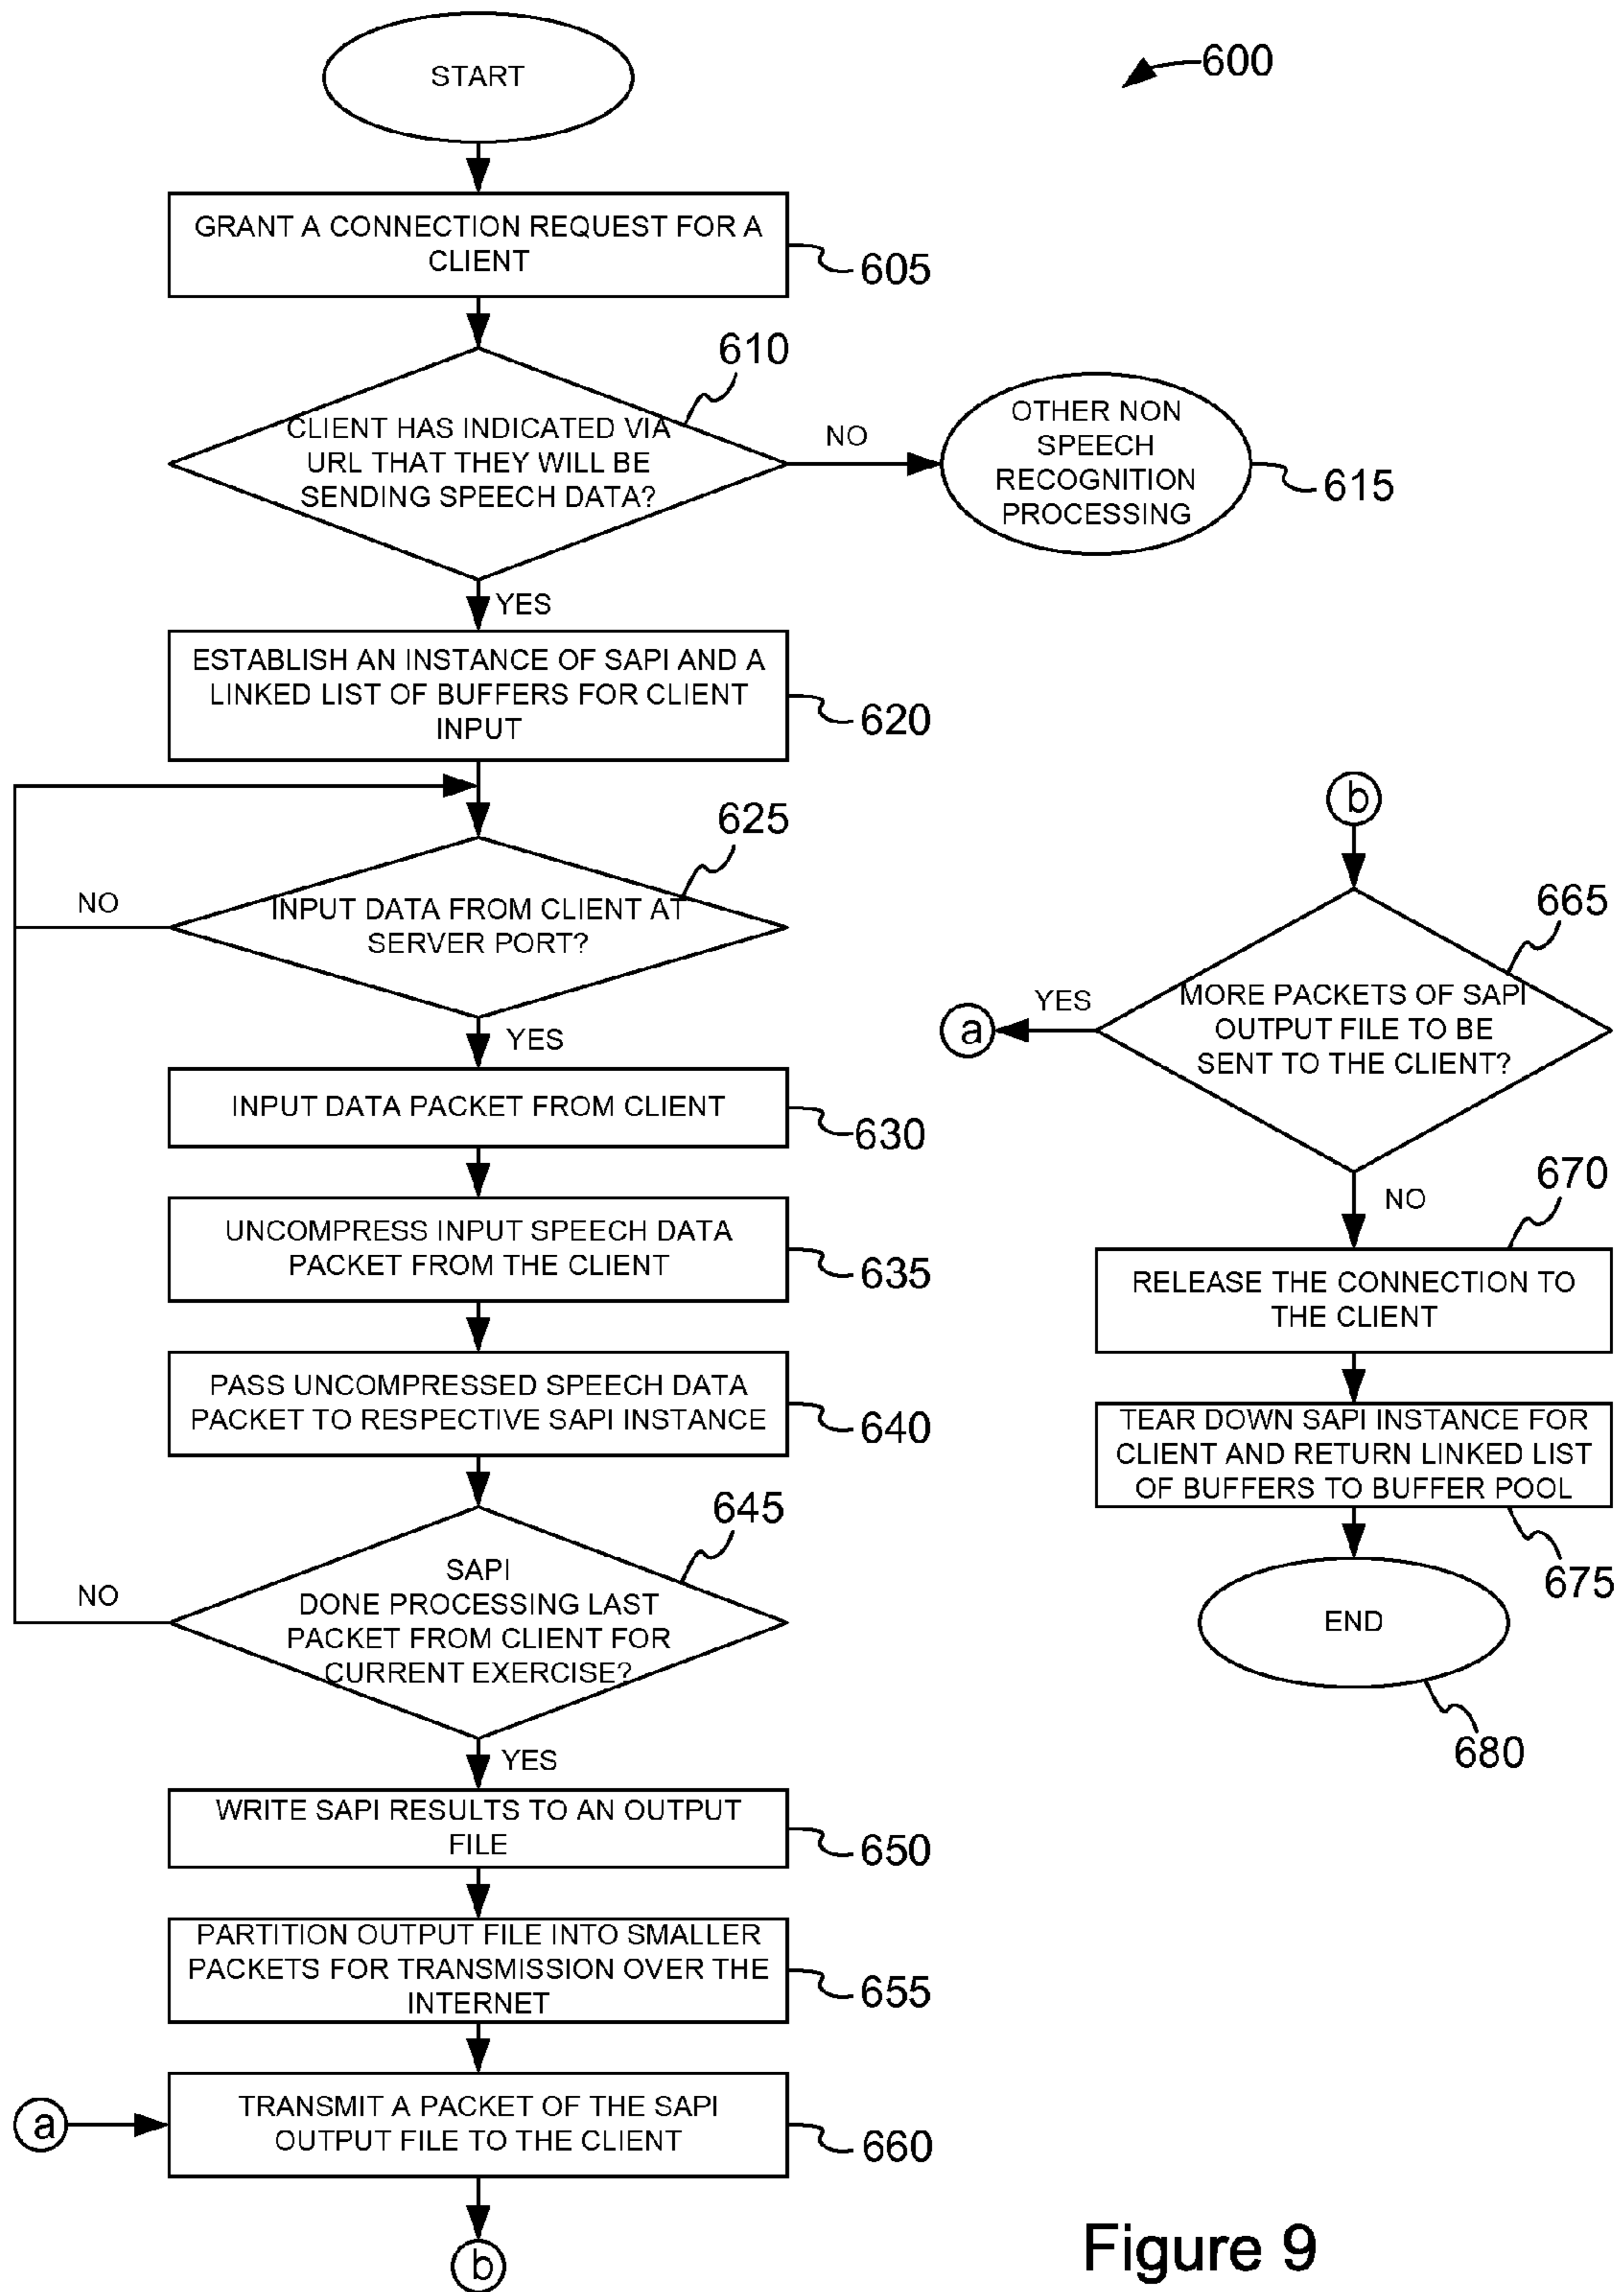 START
600
GRANT A CONNECTION REQUEST FOR A
CLIENT
605
610
CLIENT HAS INDICATED VIA
URL THAT THEY WILL BE
SENDING SPEECH DATA?
NO
OTHER NON
SPEECH
RECOGNITION
PROCESSING
615
YES
ESTABLISH AN INSTANCE OF SAPI AND A
LINKED LIST OF BUFFERS FOR CLIENT
INPUT
620
625
NO
INPUT DATA FROM CLIENT AT
SERVER PORT?
YES
INPUT DATA PACKET FROM CLIENT
630
UNCOMPRESS INPUT SPEECH DATA
PACKET FROM THE CLIENT
635
PASS UNCOMPRESSED SPEECH DATA
PACKET TO RESPECTIVE SAPI INSTANCE
640
645
NO
SAPI
DONE PROCESSING LAST
PACKET FROM CLIENT FOR
CURRENT EXERCISE?
YES
WRITE SAPI RESULTS TO AN OUTPUT
FILE
650
PARTITION OUTPUT FILE INTO SMALLER
PACKETS FOR TRANSMISSION OVER THE
INTERNET
655
a
TRANSMIT A PACKET OF THE SAPI
OUTPUT FILE TO THE CLIENT
660
b
b
665
YES
a
MORE PACKETS OF SAPI
OUTPUT FILE TO BE
SENT TO THE CLIENT?
NO
670
RELEASE THE CONNECTION TO
THE CLIENT
TEAR DOWN SAPI INSTANCE FOR
CLIENT AND RETURN LINKED LIST
OF BUFFERS TO BUFFER POOL
675
END
680
Figure 9